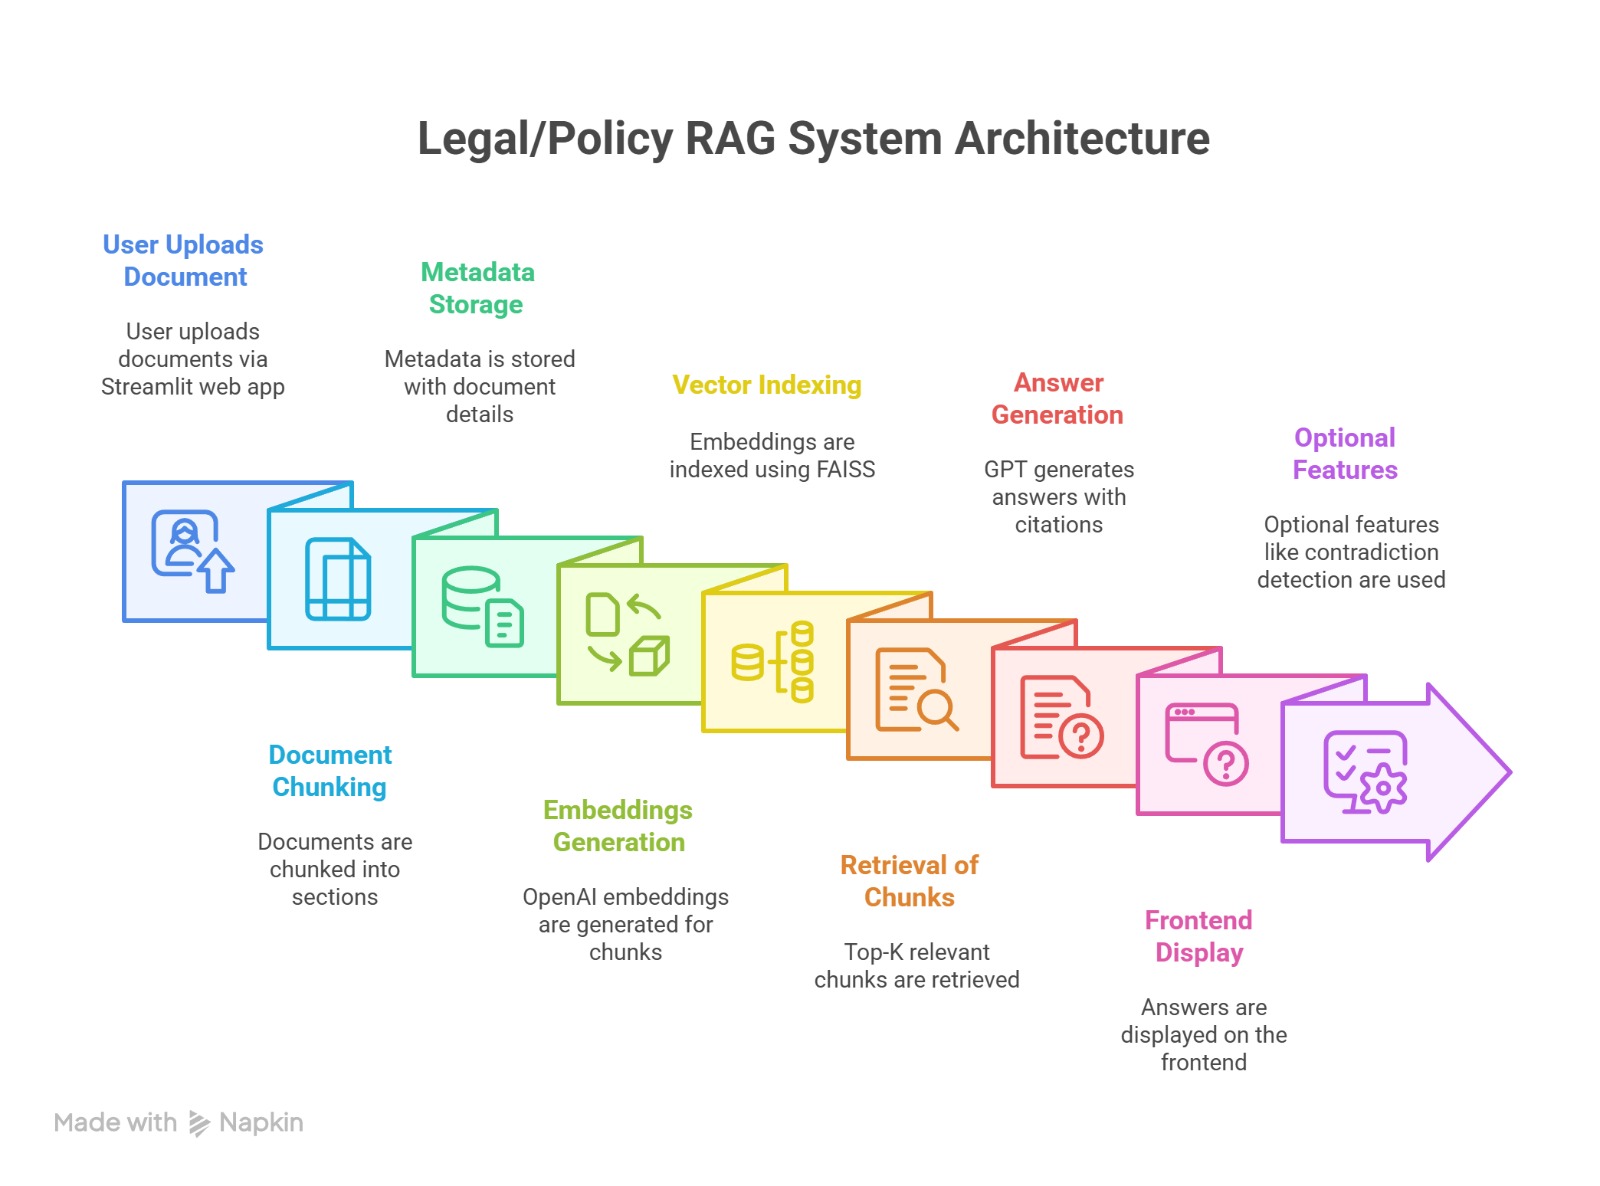 Legal/Policy RAG System Architecture
User Uploads
Document
User uploads
documents via
Streamlit web app
Document
Chunking
Documents are
chunked into
sections
Metadata
Storage
Metadata is stored
with document
details
Embeddings
Generation
OpenAI embeddings
are generated for
chunks
Vector Indexing
Embeddings are
indexed using FAISS
Retrieval of
Chunks
Top-K relevant
chunks are retrieved
Answer
Generation
GPT generates
answers with
citations
Frontend
Display
Answers are
displayed on the
frontend
Optional
Features
Optional features
like contradiction
detection are used
Made with Napkin